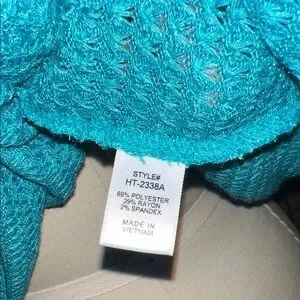 STYLE#
HT-2338A
69% POLYESTER
29% RAYON
2% SPANDEX
MADE IN
VIETNAM